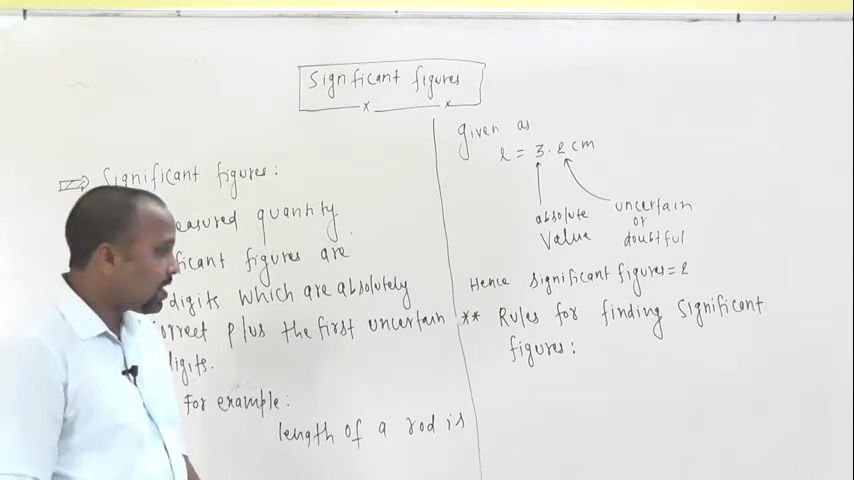 Significant figures
Significant figures:
easured quantity
ficant figures are
digits which are absolutely
orrect plus the first uncertain
digits.
For example:
length of a rod is
given as
l = 3.2 cm
absolute
value
uncertain
or
doubtful
Hence significant figures = 2
** Rules for finding significant
figures: